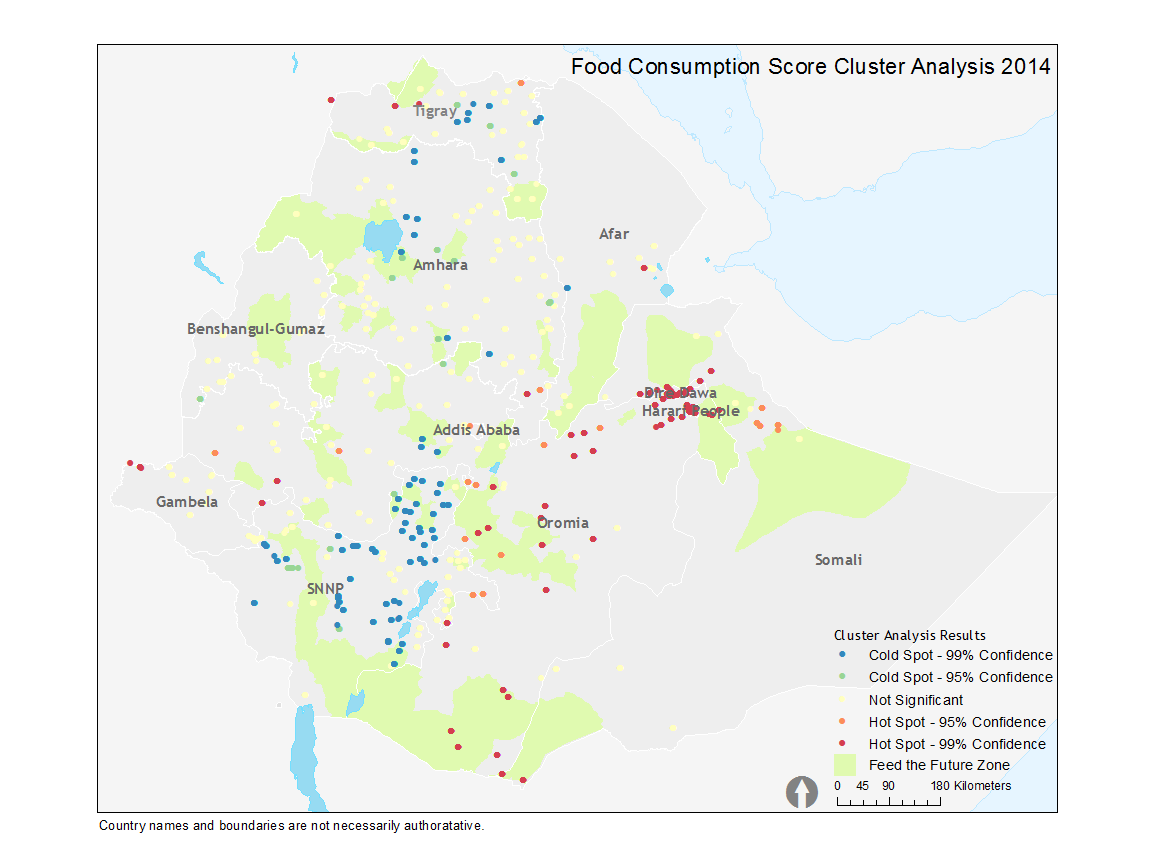 Food Consumption Score Cluster Analysis 2014
Tigray
Afar
Amhara
Benshangul-Gumaz
Dire Dawa
Harari People
Addis Ababa
Gambela
Oromia
Somali
SNNP
Cluster Analysis Results
Cold Spot - 99% Confidence
Cold Spot - 95% Confidence
Not Significant
Hot Spot - 95% Confidence
Hot Spot - 99% Confidence
Feed the Future Zone
0 45 90 180 Kilometers
Country names and boundaries are not necessarily authoratative.